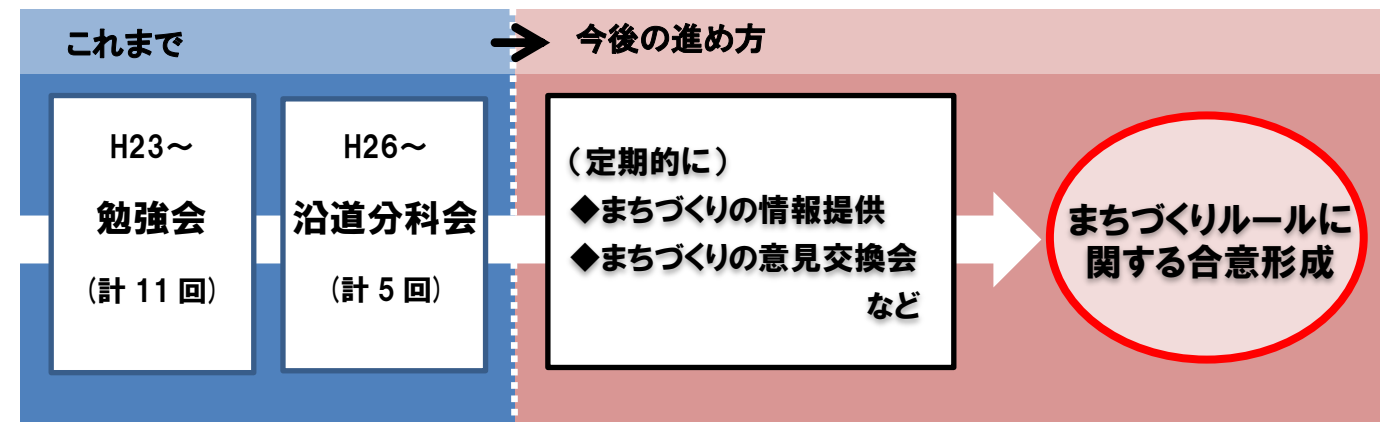 これまで
今後の進め方
H23～
勉強会
(計 11 回)
H26～
沿道分科会
(計 5 回)
（定期的に）
◆まちづくりの情報提供
◆まちづくりの意見交換会
など
まちづくりルールに
関する合意形成